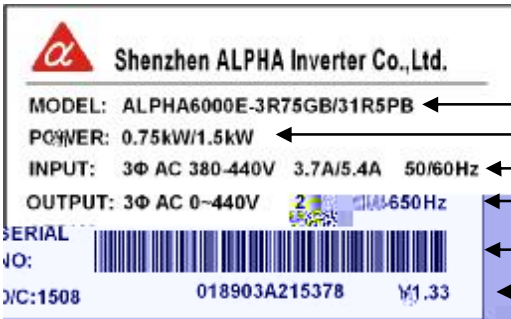 α Shenzhen ALPHA Inverter Co.,Ltd.
MODEL: ALPHA6000E-3R75GB/31R5PB
POWER: 0.75kW/1.5kW
INPUT: 3Φ AC 380-440V 3.7A/5.4A 50/60Hz
OUTPUT: 3Φ AC 0~440V 2 650Hz
SERIAL
NO:
O/C:1508 018903A215378 V1.33